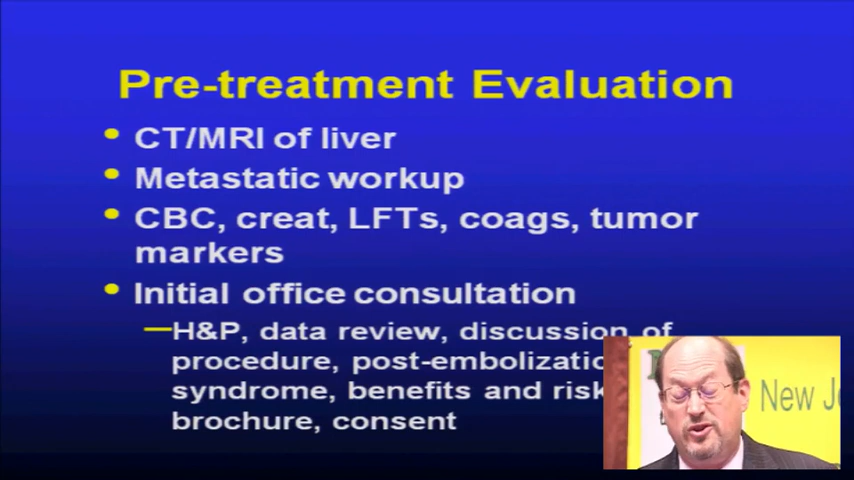 Pre-treatment Evaluation
• CT/MRI of liver
• Metastatic workup
• CBC, creat, LFTs, coags, tumor
markers
• Initial office consultation
—H&P, data review, discussion of
procedure,
syndrome, benefits and
brochure, consent
New